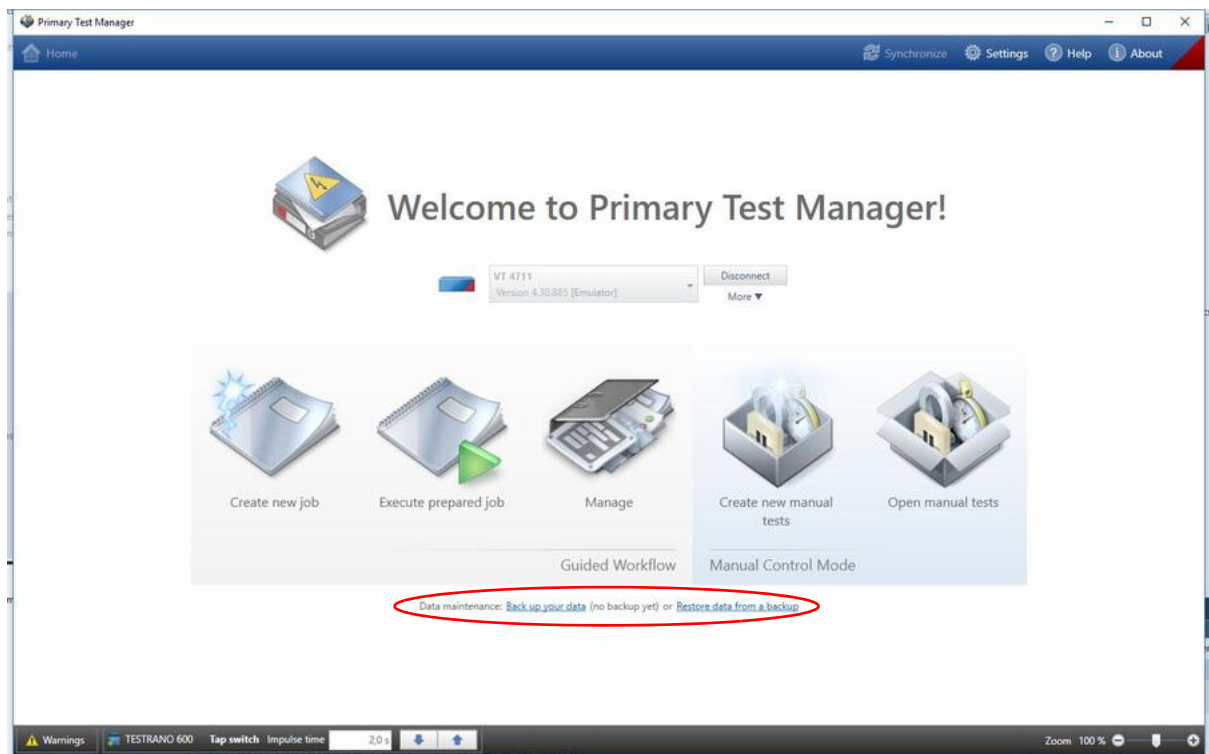 Primary Test Manager
Home
Synchronize Settings Help About
Welcome to Primary Test Manager!
VT 4711
Version 4.30.885 [Emulator]
Disconnect
More ▼
Create new job
Execute prepared job
Manage
Create new manual
tests
Open manual tests
Guided Workflow
Manual Control Mode
Data maintenance: Back up your data (no backup yet) or Restore data from a backup
Warnings TESTRANO 600 Tap switch Impulse time 2,0 s Zoom 100 %